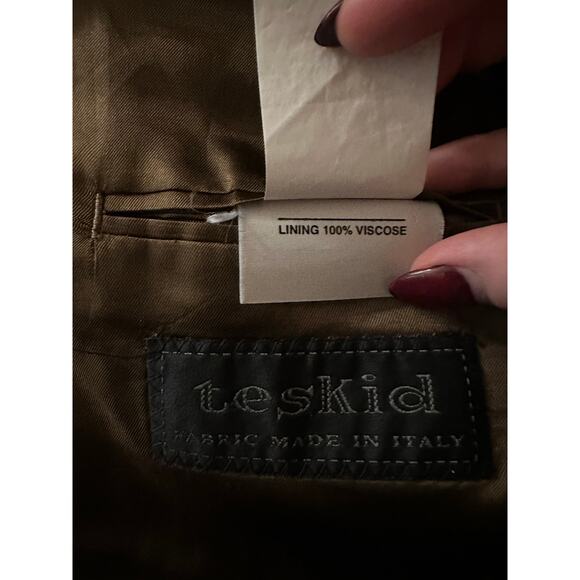 LINING 100% VISCOSE
teskid
FABRIC MADE IN ITALY